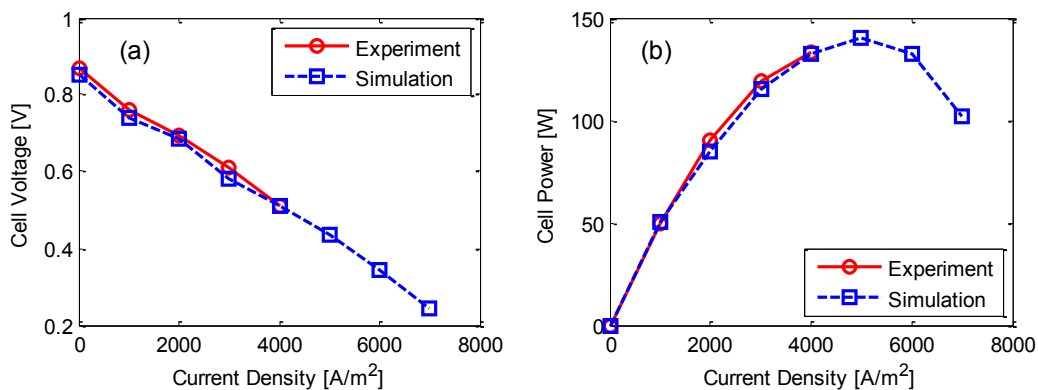 (a)
Experiment
Simulation
Cell Voltage [V]
1
0.8
0.6
0.4
0.2
0 2000 4000 6000 8000
Current Density [A/m²]
(b)
Experiment
Simulation
Cell Power [W]
150
100
50
0
0 2000 4000 6000 8000
Current Density [A/m²]